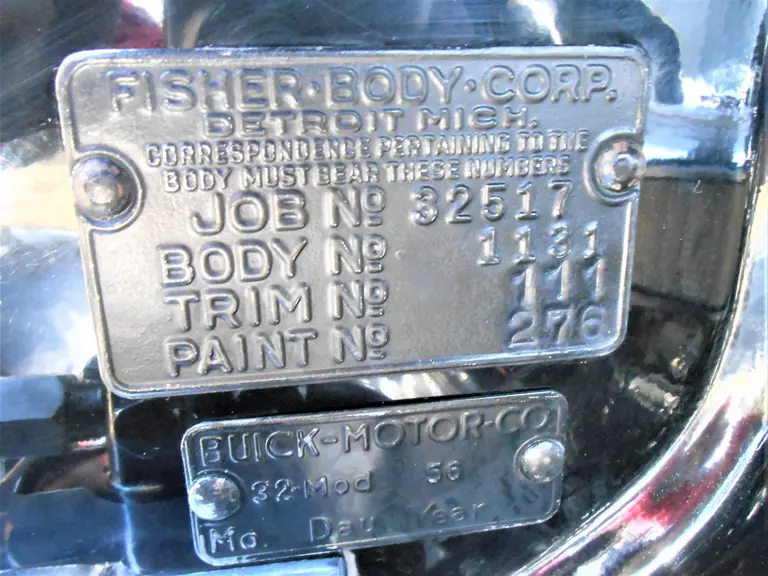 FISHER·BODY·CORP.
DETROIT MICH.
CORRESPONDENCE PERTAINING TO THE
BODY MUST BEAR THESE NUMBERS
JOB No 32517
BODY No 1131
TRIM No 111
PAINT No 276
BUICK-MOTOR-CO
32-Mod 56
Mo. Day Year